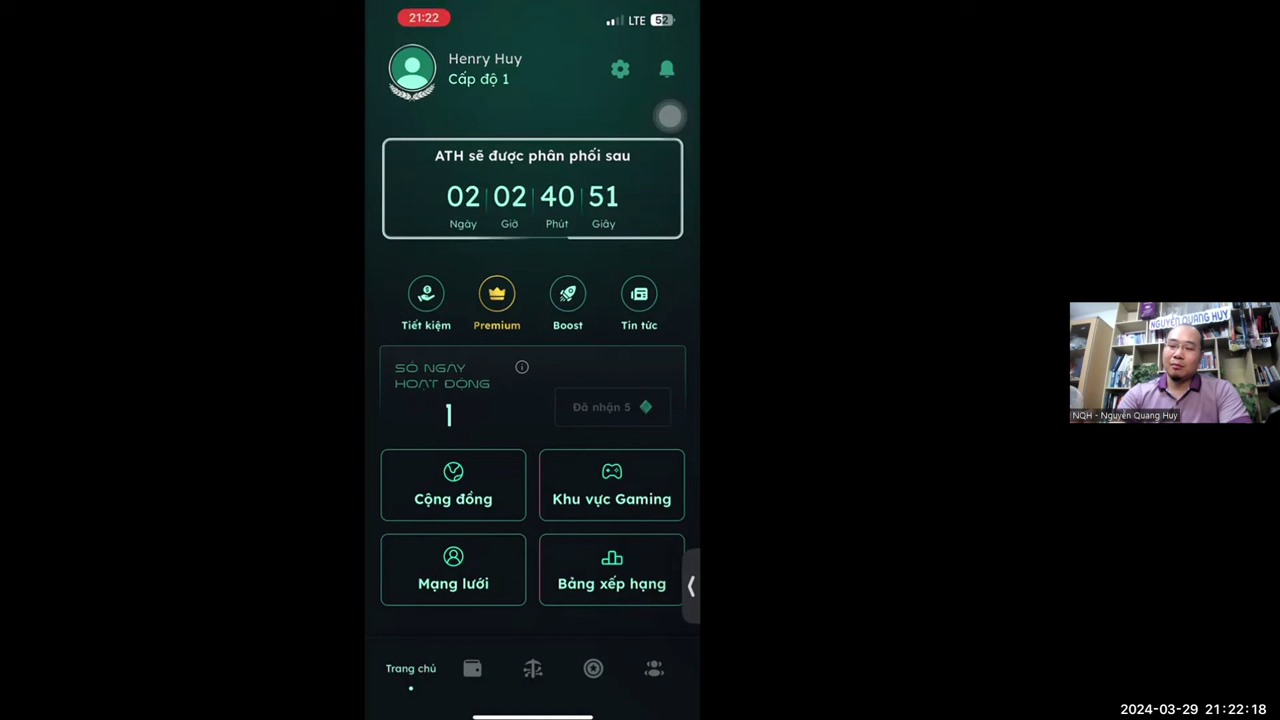 21:22
LTE 52
Henry Huy
Cấp độ 1
ATH sẽ được phân phối sau
02 02 40 51
Ngày Giờ Phút Giây
Tiết kiệm Premium Boost Tin tức
SỐ NGÀY
HOẠT ĐỘNG
1
Đã nhận 5
Cộng đồng Khu vực Gaming
Mạng lưới Bảng xếp hạng
Trang chủ
NGUYỄN QUANG HUY
NQH - Nguyễn Quang Huy
2024-03-29 21:22:18